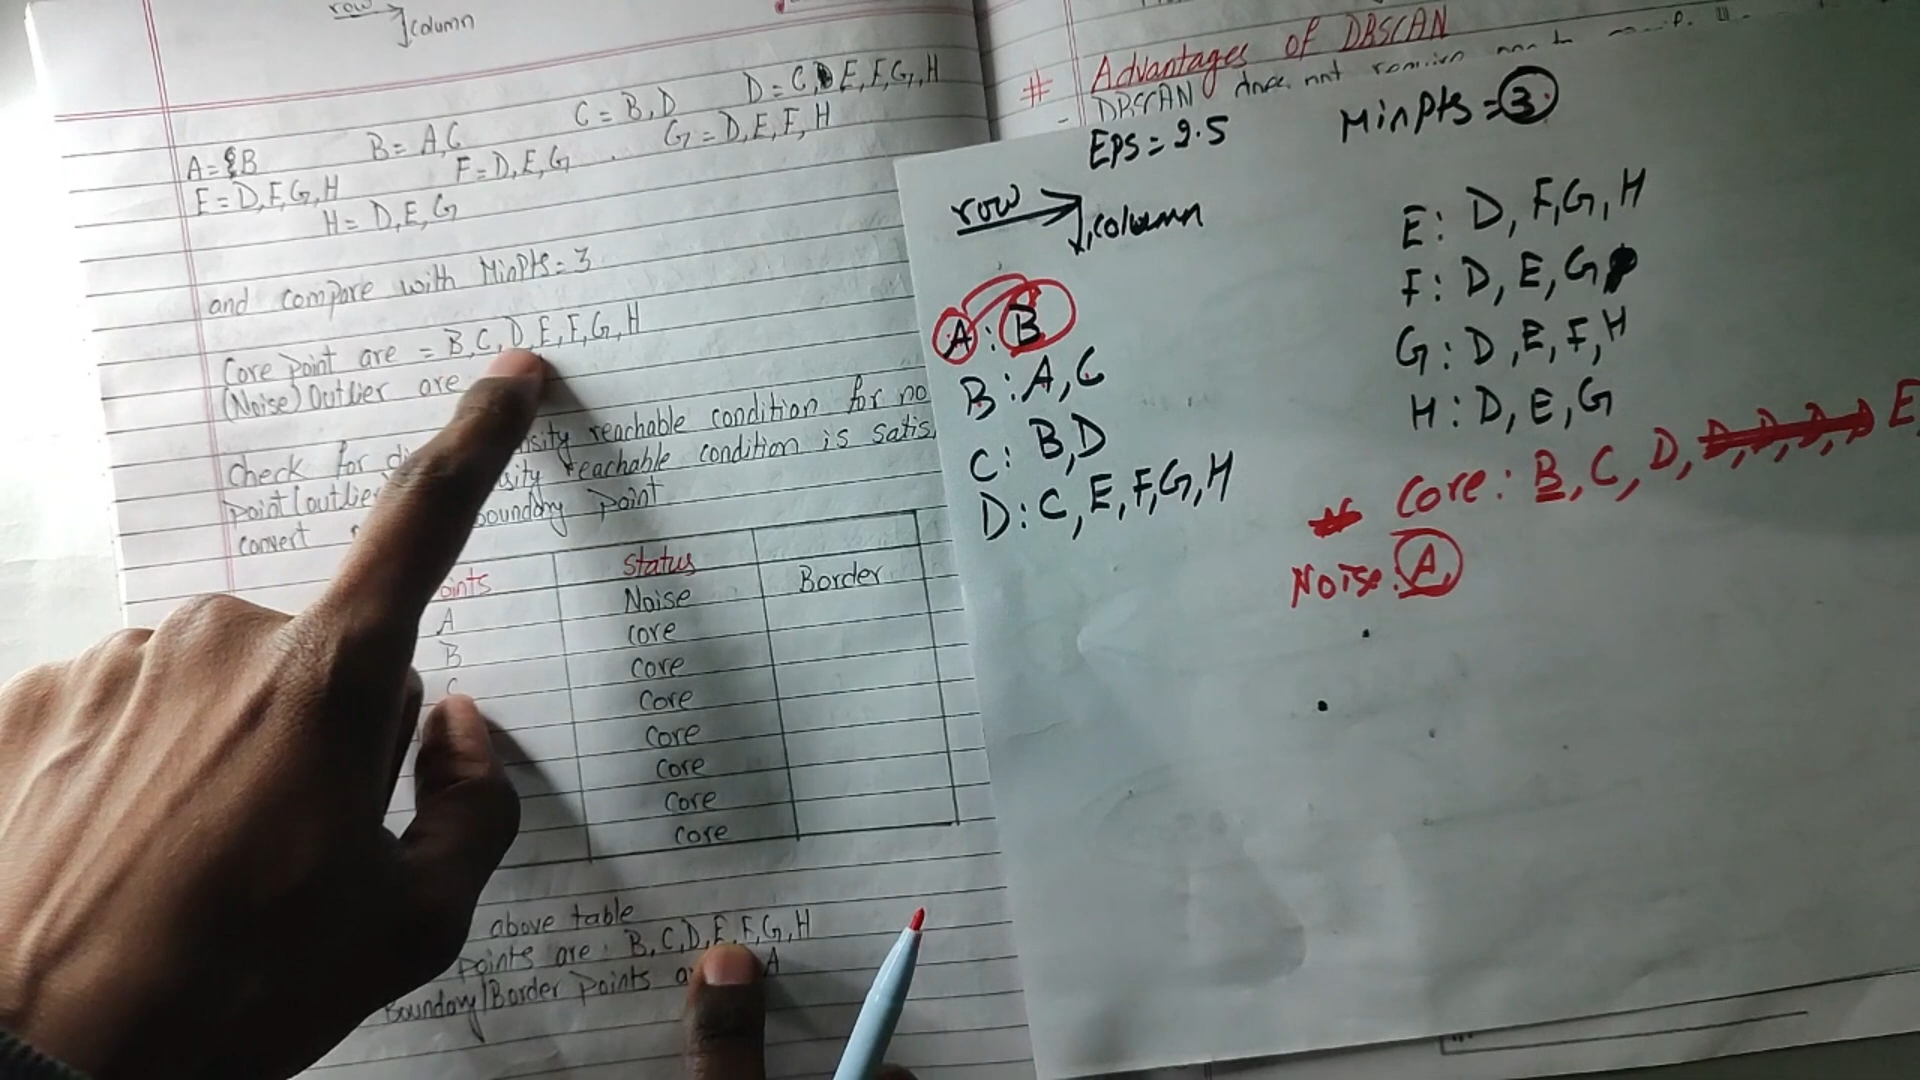 row
column
A = B B = A, C C = B, D D = C, E, F, G, H
E = D, F, G, H F = D, E, G G = D, E, F, H
H = D, E, G
and compare with MinPts = 3
Core point are = B, C, D, E, F, G, H
(Noise) Outlier are
Check for reachable condition for no
point (outlie reachable condition is satis
convert boundary point
oints Status Border
A Noise
B Core
C Core
Core
Core
Core
Core
Core
above table
points are: B, C, D, E, F, G, H
Boundary/Border points a A
# Advantages of DBSCAN
- DBSCAN does not
EPS = 2.5 MinPts = 3
row
column
A: B
B: A, C
C: B, D
D: C, E, F, G, H
E: D, F, G, H
F: D, E, G
G: D, E, F, H
H: D, E, G
Core: B, C, D, E,
Noise: A